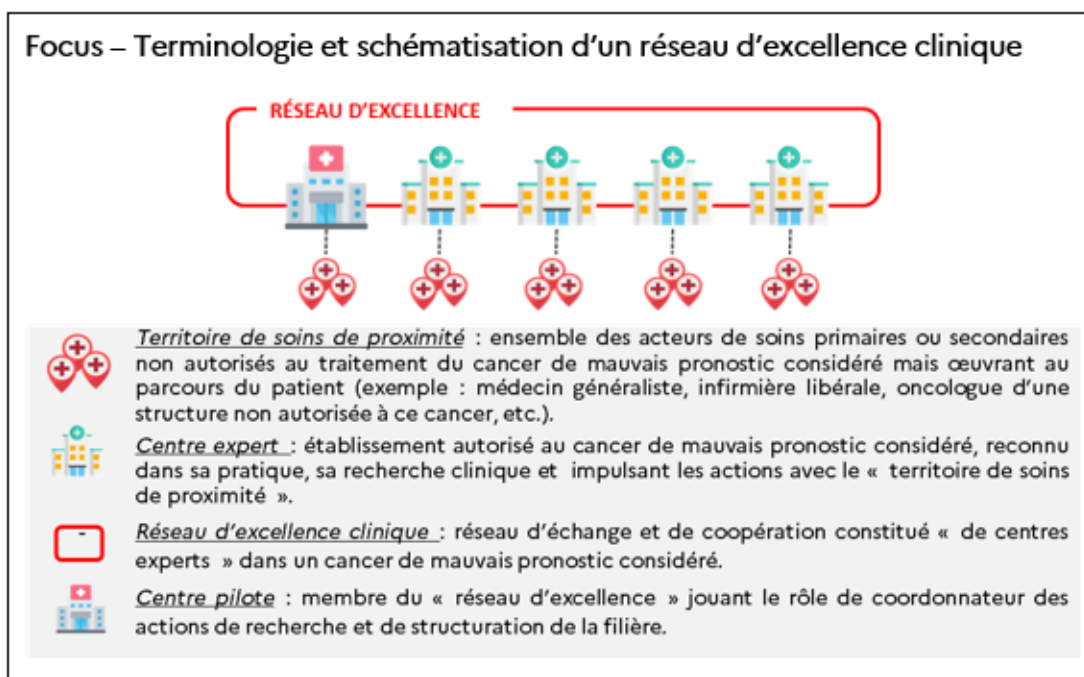 Focus – Terminologie et schématisation d'un réseau d'excellence clinique
RÉSEAU D'EXCELLENCE
Territoire de soins de proximité : ensemble des acteurs de soins primaires ou secondaires
non autorisés au traitement du cancer de mauvais pronostic considéré mais œuvrant au
parcours du patient (exemple : médecin généraliste, infirmière libérale, oncologue d'une
structure non autorisée à ce cancer, etc.).
Centre expert : établissement autorisé au cancer de mauvais pronostic considéré, reconnu
dans sa pratique, sa recherche clinique et impulsant les actions avec le « territoire de soins
de proximité ».
Réseau d'excellence clinique : réseau d'échange et de coopération constitué « de centres
experts » dans un cancer de mauvais pronostic considéré.
Centre pilote : membre du « réseau d'excellence » jouant le rôle de coordonnateur des
actions de recherche et de structuration de la filière.